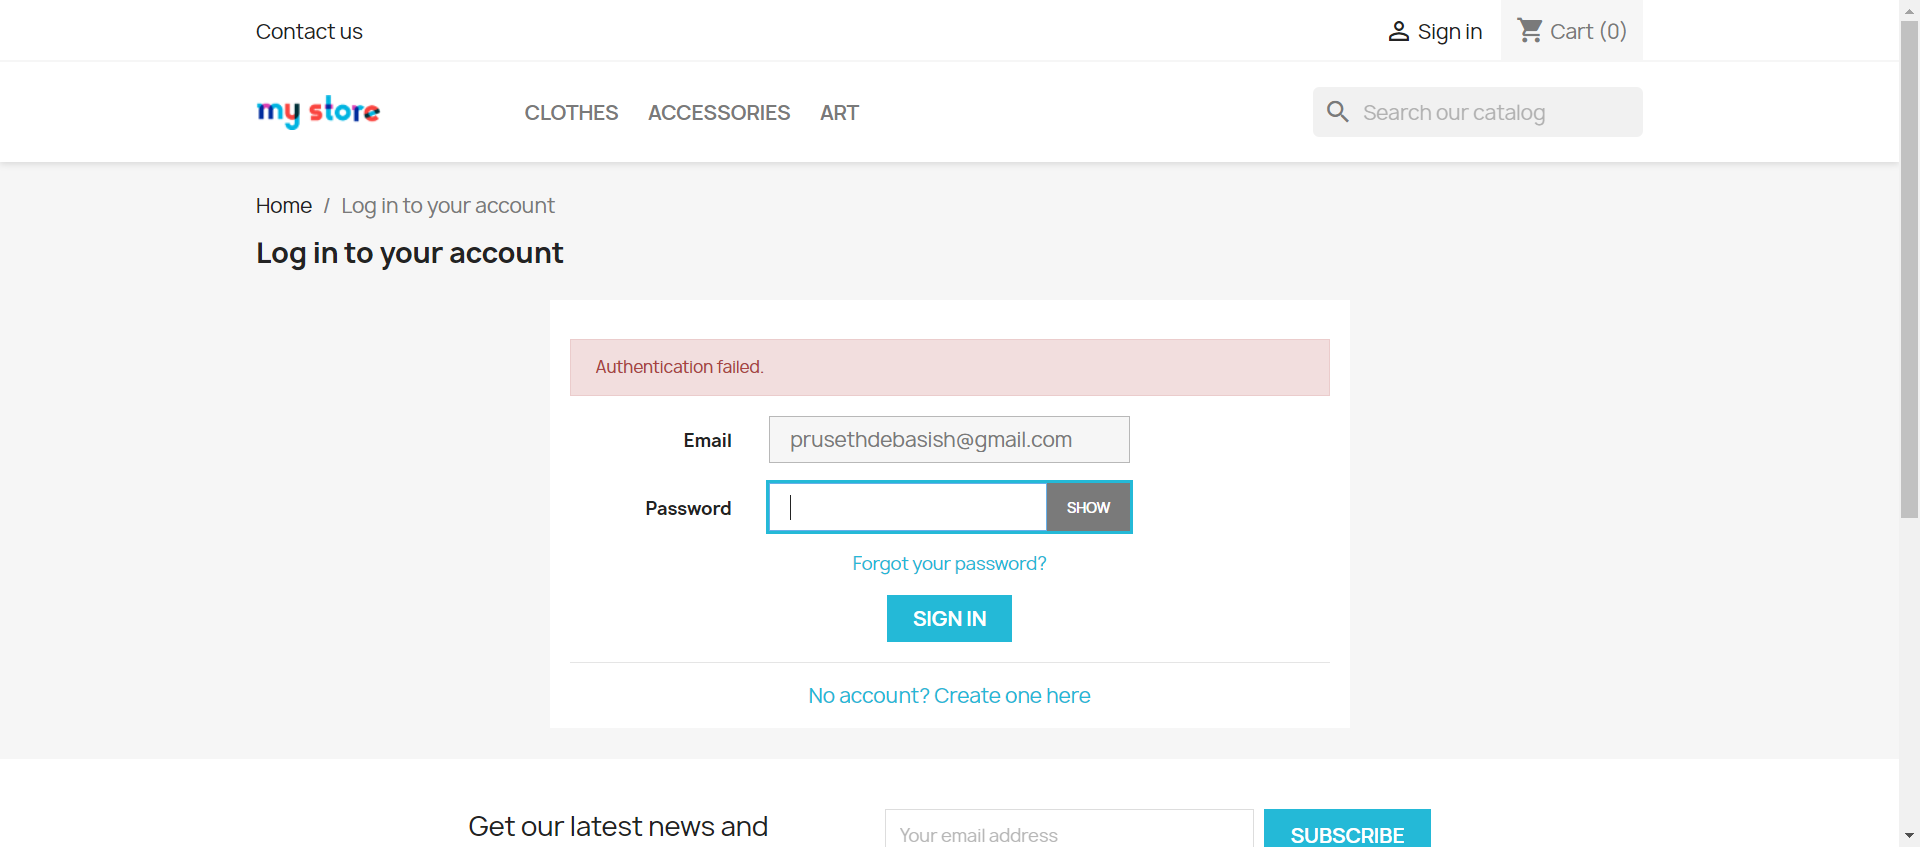 Contact us
Sign in
Cart (0)
my store
CLOTHES ACCESSORIES ART
Search our catalog
Home / Log in to your account
Log in to your account
Authentication failed.
Email
prusethdebasish@gmail.com
Password
SHOW
Forgot your password?
SIGN IN
No account? Create one here
Get our latest news and
Your email address
SUBSCRIBE